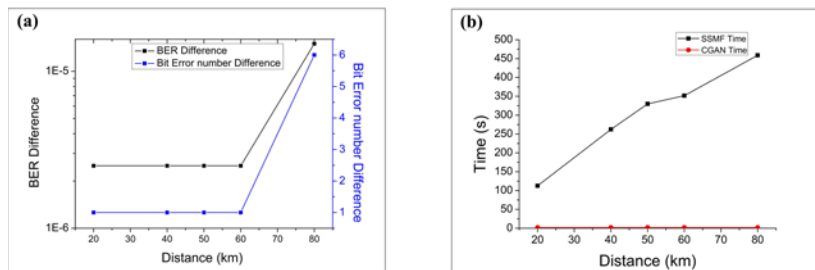 (a)
BER Difference
Bit Error number Difference
1E-5
1E-6
BER Difference
6
5
4
3
2
1
Bit Error number Difference
20 30 40 50 60 70 80
Distance (km)
(b)
SSMF Time
CGAN Time
500
450
400
350
300
250
200
150
100
50
0
Time (s)
20 30 40 50 60 70 80
Distance (km)